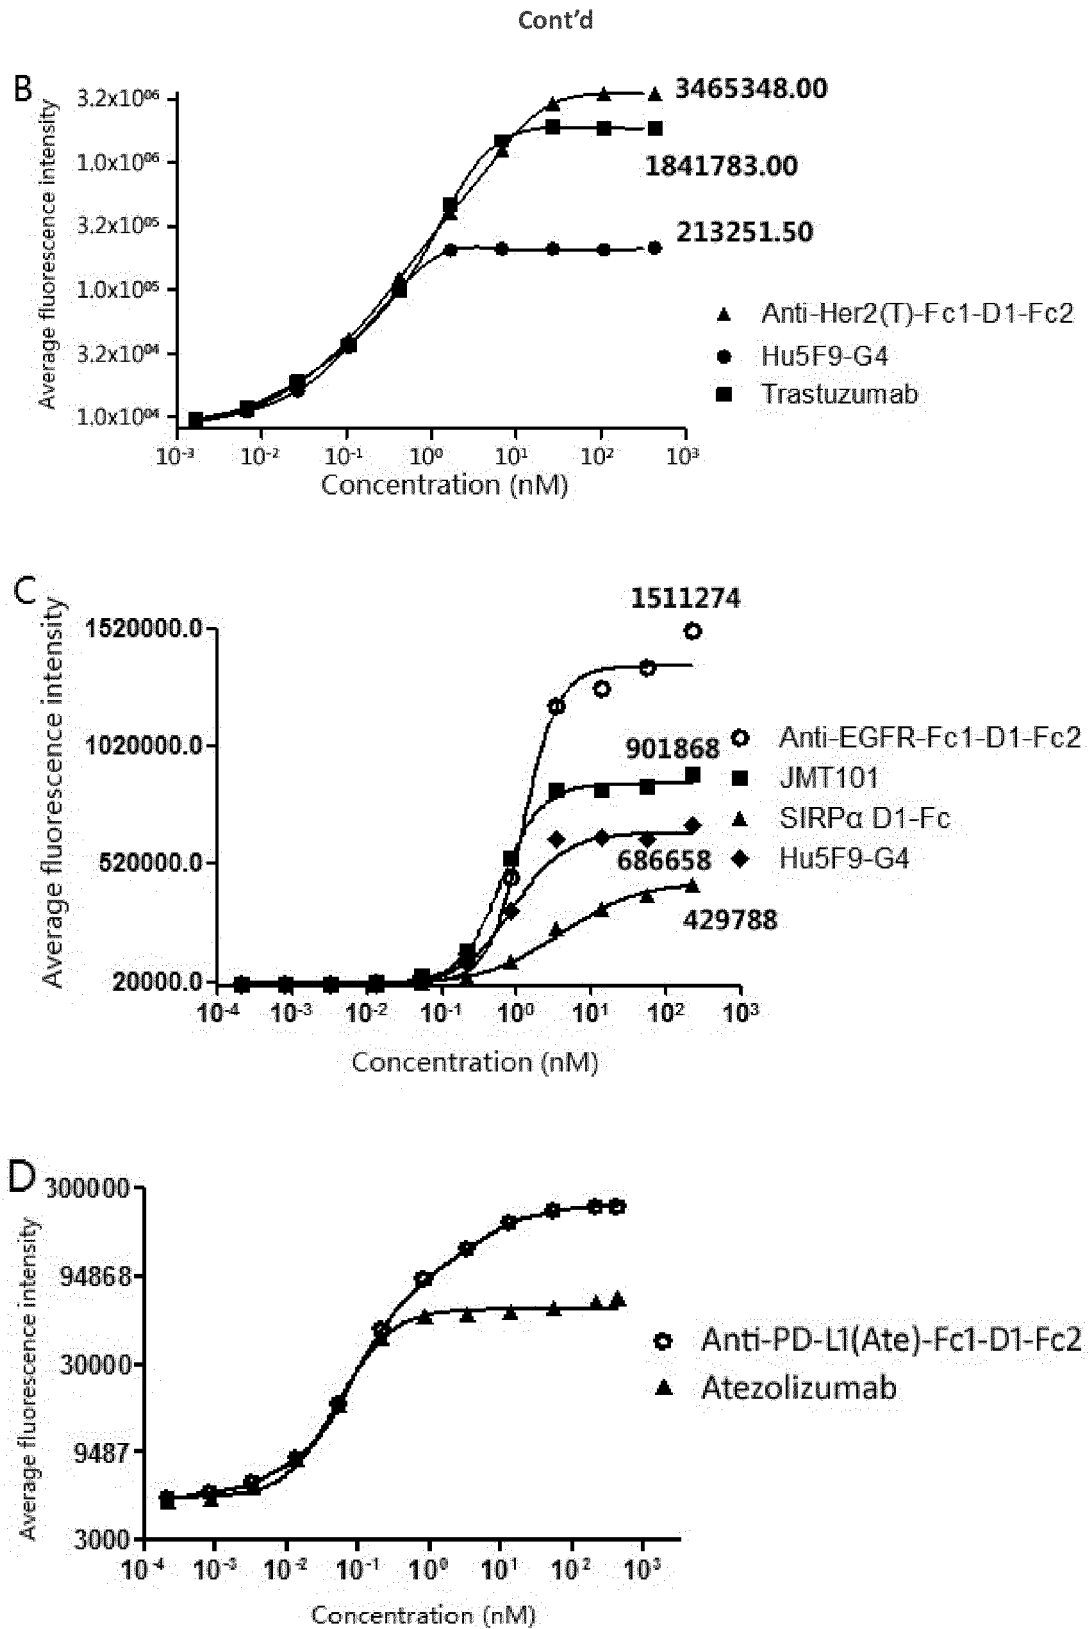 Cont’d
B
Average fluorescence intensity
3.2x10⁰⁶
3465348.00
1.0x10⁰⁶
1841783.00
3.2x10⁰⁵
213251.50
1.0x10⁰⁵
Anti-Her2(T)-Fc1-D1-Fc2
3.2x10⁰⁴
Hu5F9-G4
Trastuzumab
1.0x10⁰⁴
10⁻³ 10⁻² 10⁻¹ 10⁰ 10¹ 10² 10³
Concentration (nM)
C
Average fluorescence intensity
1511274
1520000.0
1020000.0
901868
Anti-EGFR-Fc1-D1-Fc2
JMT101
SIRPα D1-Fc
520000.0
686658
Hu5F9-G4
429788
20000.0
10⁻⁴ 10⁻³ 10⁻² 10⁻¹ 10⁰ 10¹ 10² 10³
Concentration (nM)
D
Average fluorescence intensity
300000
94868
Anti-PD-L1(Ate)-Fc1-D1-Fc2
30000
Atezolizumab
9487
3000
10⁻⁴ 10⁻³ 10⁻² 10⁻¹ 10⁰ 10¹ 10² 10³
Concentration (nM)